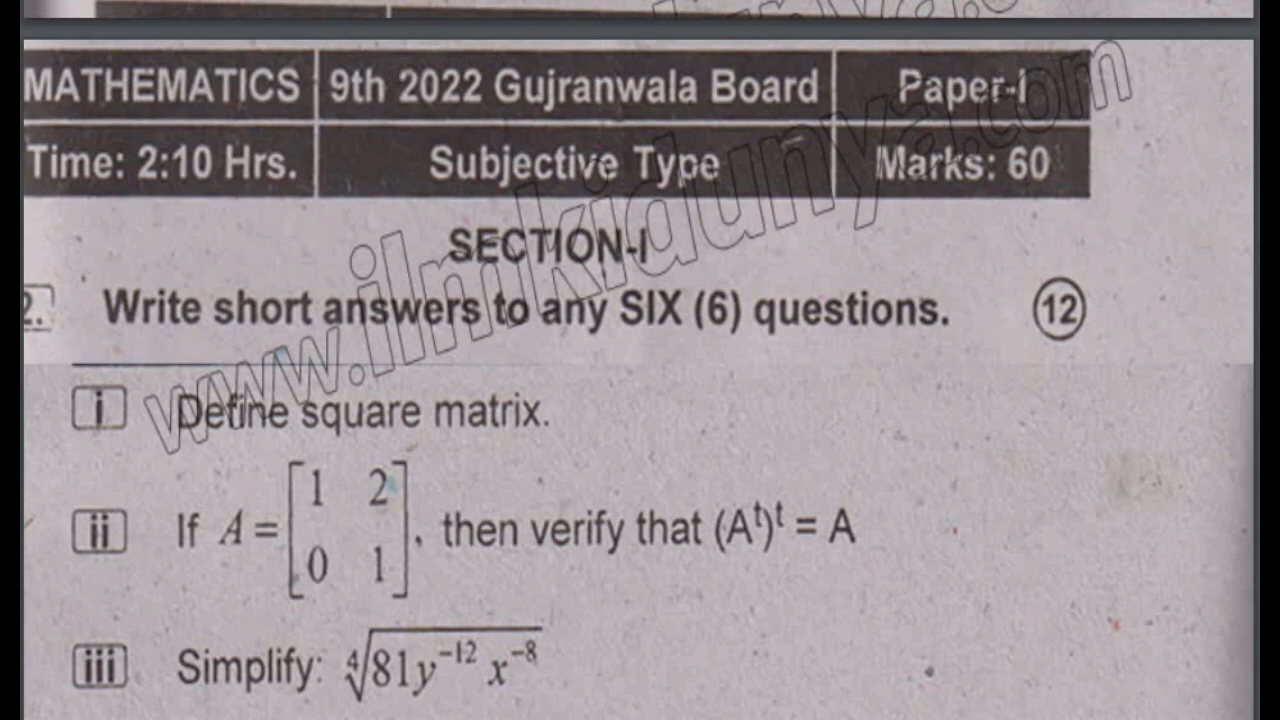 MATHEMATICS 9th 2022 Gujranwala Board Paper-I
Time: 2:10 Hrs. Subjective Type Marks: 60
SECTION-I
2. Write short answers to any SIX (6) questions. 12
i Define square matrix.
ii If A = [1 2
0 1], then verify that (Aᵗ)ᵗ = A
iii Simplify: ∜81y⁻¹² x⁻⁸
www.ilmkidunya.com